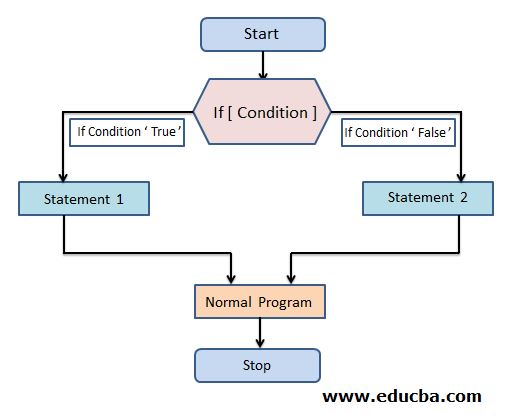 Start
If [ Condition ]
If Condition ‘ True’
If Condition ‘ False’
Statement 1
Statement 2
Normal Program
Stop
www.educba.com